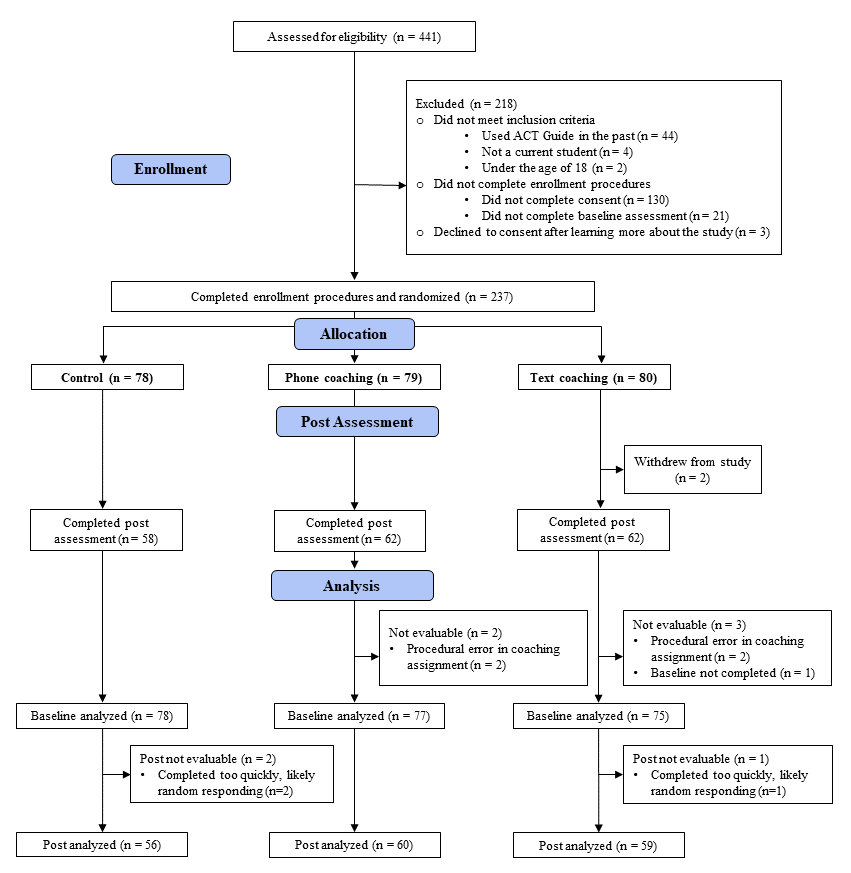 Assessed for eligibility (n = 441)
Excluded (n = 218)
o Did not meet inclusion criteria
• Used ACT Guide in the past (n = 44)
• Not a current student (n = 4)
• Under the age of 18 (n = 2)
o Did not complete enrollment procedures
• Did not complete consent (n = 130)
• Did not complete baseline assessment (n = 21)
o Declined to consent after learning more about the study (n = 3)
Enrollment
Completed enrollment procedures and randomized (n = 237)
Allocation
Control (n = 78)
Phone coaching (n = 79)
Text coaching (n = 80)
Post Assessment
Withdrew from study
(n = 2)
Completed post
assessment (n = 58)
Completed post
assessment (n = 62)
Completed post
assessment (n = 62)
Analysis
Not evaluable (n = 2)
• Procedural error in coaching
assignment (n = 2)
Not evaluable (n = 3)
• Procedural error in coaching
assignment (n = 2)
• Baseline not completed (n = 1)
Baseline analyzed (n = 78)
Baseline analyzed (n = 77)
Baseline analyzed (n = 75)
Post not evaluable (n = 2)
• Completed too quickly, likely
random responding (n=2)
Post not evaluable (n = 1)
• Completed too quickly, likely
random responding (n=1)
Post analyzed (n = 56)
Post analyzed (n = 60)
Post analyzed (n = 59)